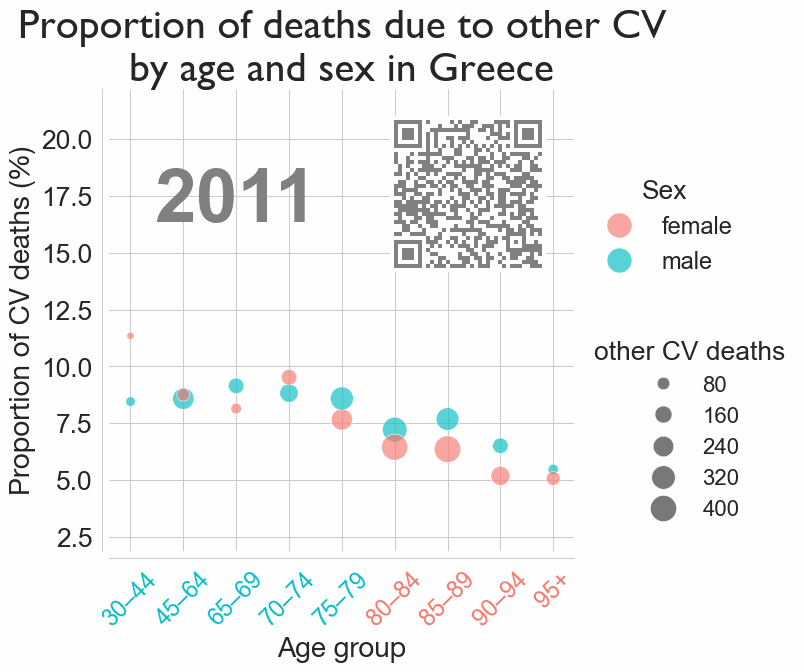 Proportion of deaths due to other CV
by age and sex in Greece
Proportion of CV deaths (%)
20.0
17.5
15.0
12.5
10.0
7.5
5.0
2.5
2011
Sex
female
male
other CV deaths
80
160
240
320
400
30–44
45–64
65–69
70–74
75–79
80–84
85–89
90–94
95+
Age group